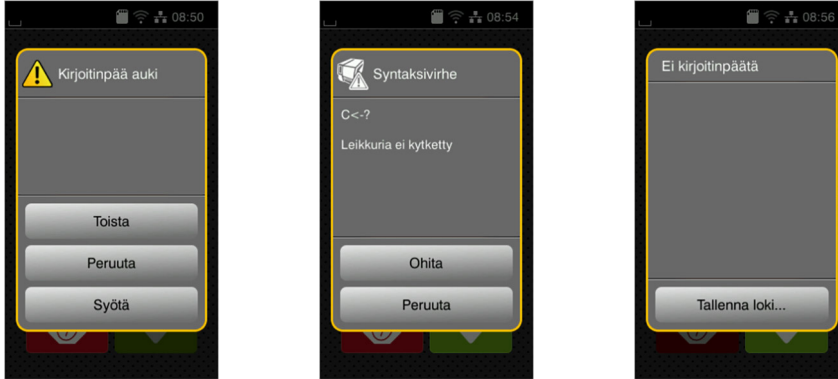 08:50
Kirjoitinpää auki
Toista
Peruuta
Syötä
08:54
Syntaksivirhe
C<-?
Leikkuria ei kytketty
Ohita
Peruuta
08:56
Ei kirjoitinpäätä
Tallenna loki...